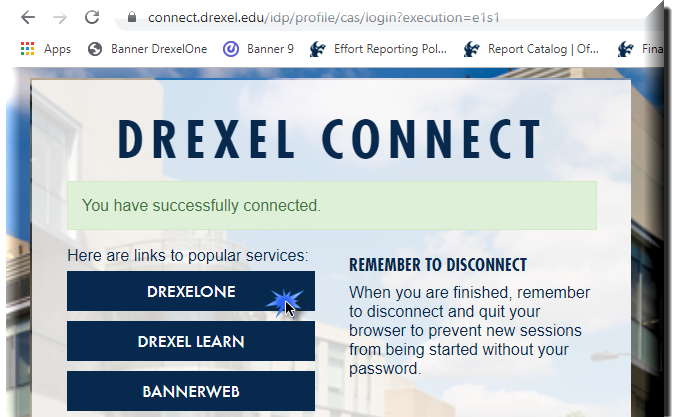 connect.drexel.edu/idp/profile/cas/login?execution=e1s1
Apps Banner DrexelOne Banner 9 Effort Reporting Pol... Report Catalog | Of... Fina
DREXEL CONNECT
You have successfully connected.
Here are links to popular services:
DREXELONE
DREXEL LEARN
BANNERWEB
REMEMBER TO DISCONNECT
When you are finished, remember
to disconnect and quit your
browser to prevent new sessions
from being started without your
password.